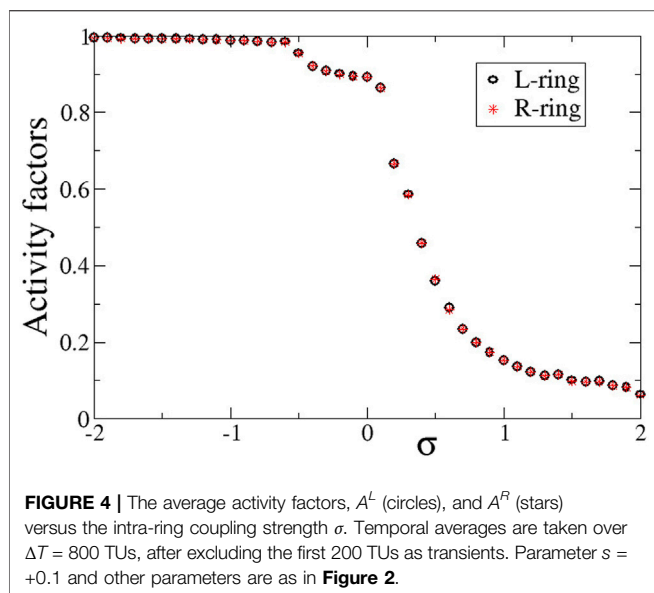 1
0.8
0.6
0.4
0.2
0
Activity factors
L-ring
R-ring
-2
-1
0
1
2
σ
FIGURE 4 | The average activity factors, A^L (circles), and A^R (stars)
versus the intra-ring coupling strength σ. Temporal averages are taken over
ΔT = 800 TUs, after excluding the first 200 TUs as transients. Parameter s =
+0.1 and other parameters are as in Figure 2.